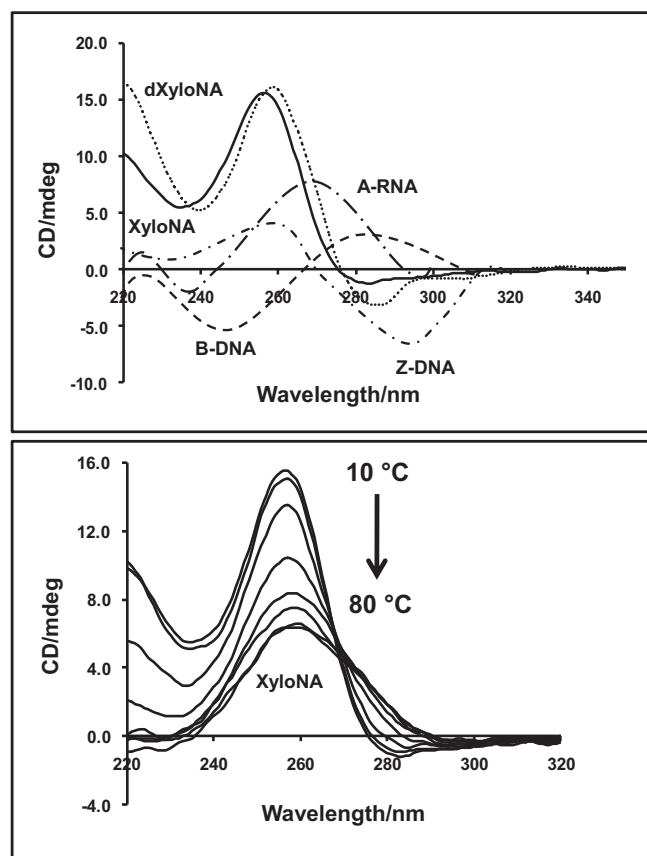 20.0
15.0
10.0
5.0
0.0
-5.0
-10.0
CD/mdeg
dXyloNA
A-RNA
XyloNA
B-DNA
Z-DNA
220 240 260 280 300 320 340
Wavelength/nm
16.0
12.0
8.0
4.0
0.0
-4.0
CD/mdeg
10 °C
80 °C
XyloNA
220 240 260 280 300 320
Wavelength/nm